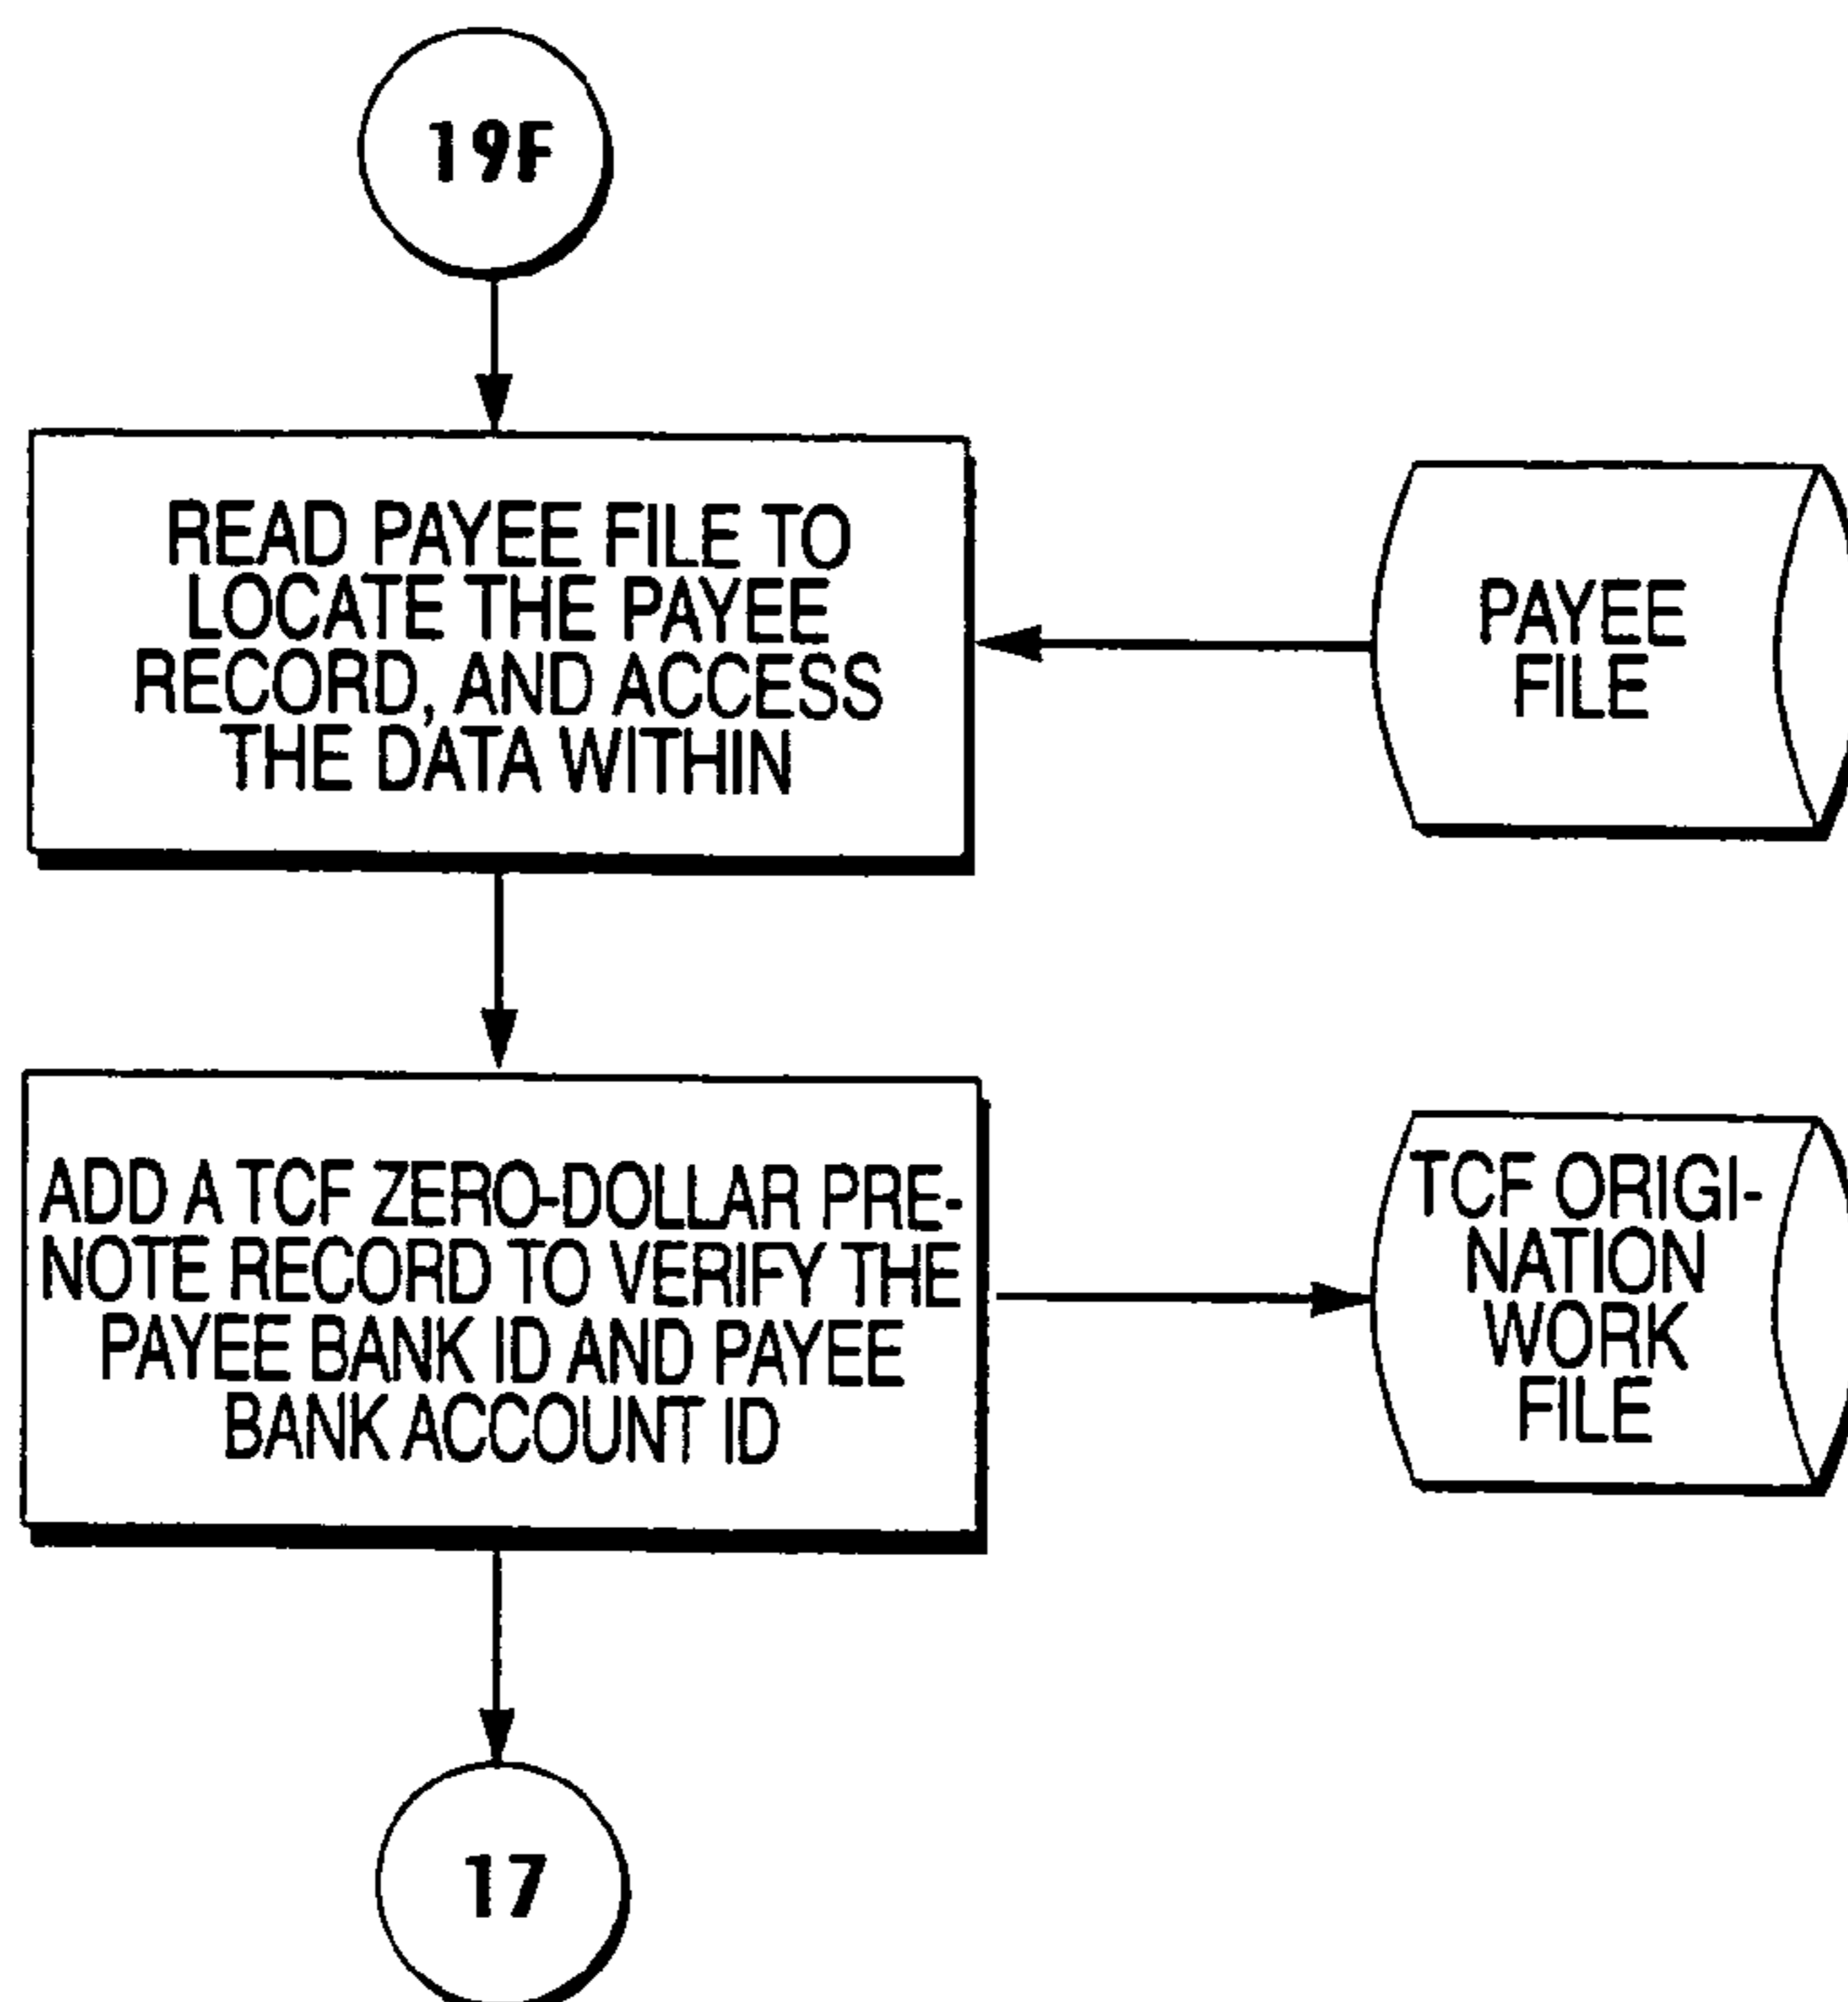 19F
READ PAYEE FILE TO
LOCATE THE PAYEE
RECORD, AND ACCESS
THE DATA WITHIN
PAYEE
FILE
ADD A TCF ZERO-DOLLAR PRE-
NOTE RECORD TO VERIFY THE
PAYEE BANK ID AND PAYEE
BANK ACCOUNT ID
TCF ORIGI-
NATION
WORK
FILE
17